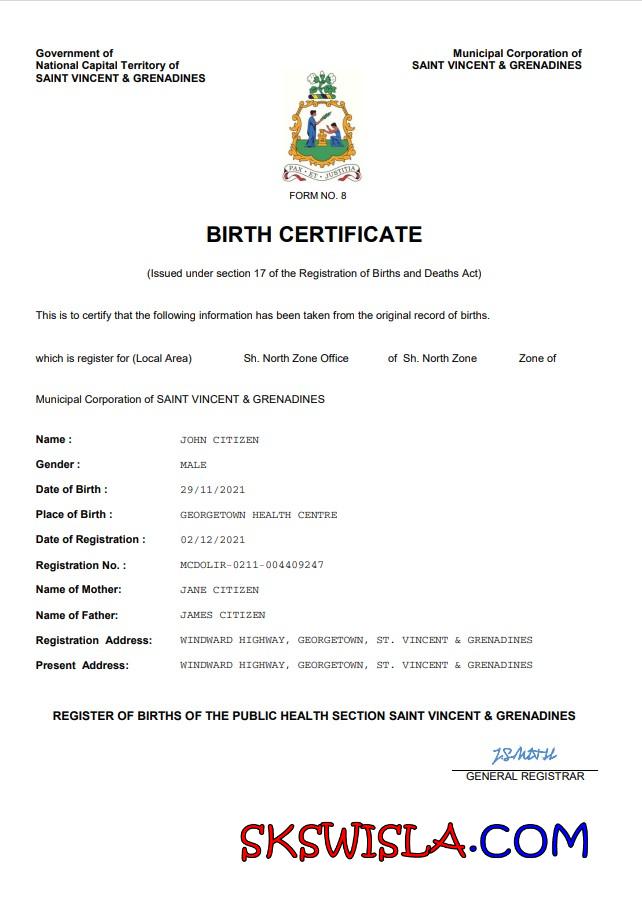 Government of
National Capital Territory of
SAINT VINCENT & GRENADINES
Municipal Corporation of
SAINT VINCENT & GRENADINES
PAX • ET • JUSTITIA
FORM NO. 8
BIRTH CERTIFICATE
(Issued under section 17 of the Registration of Births and Deaths Act)
This is to certify that the following information has been taken from the original record of births.
which is register for (Local Area) Sh. North Zone Office of Sh. North Zone Zone of
Municipal Corporation of SAINT VINCENT & GRENADINES
Name : JOHN CITIZEN
Gender : MALE
Date of Birth : 29/11/2021
Place of Birth : GEORGETOWN HEALTH CENTRE
Date of Registration : 02/12/2021
Registration No. : MCDOLIR-0211-004409247
Name of Mother: JANE CITIZEN
Name of Father: JAMES CITIZEN
Registration Address: WINDWARD HIGHWAY, GEORGETOWN, ST. VINCENT & GRENADINES
Present Address: WINDWARD HIGHWAY, GEORGETOWN, ST. VINCENT & GRENADINES
REGISTER OF BIRTHS OF THE PUBLIC HEALTH SECTION SAINT VINCENT & GRENADINES
GENERAL REGISTRAR
SKSWISLA.COM